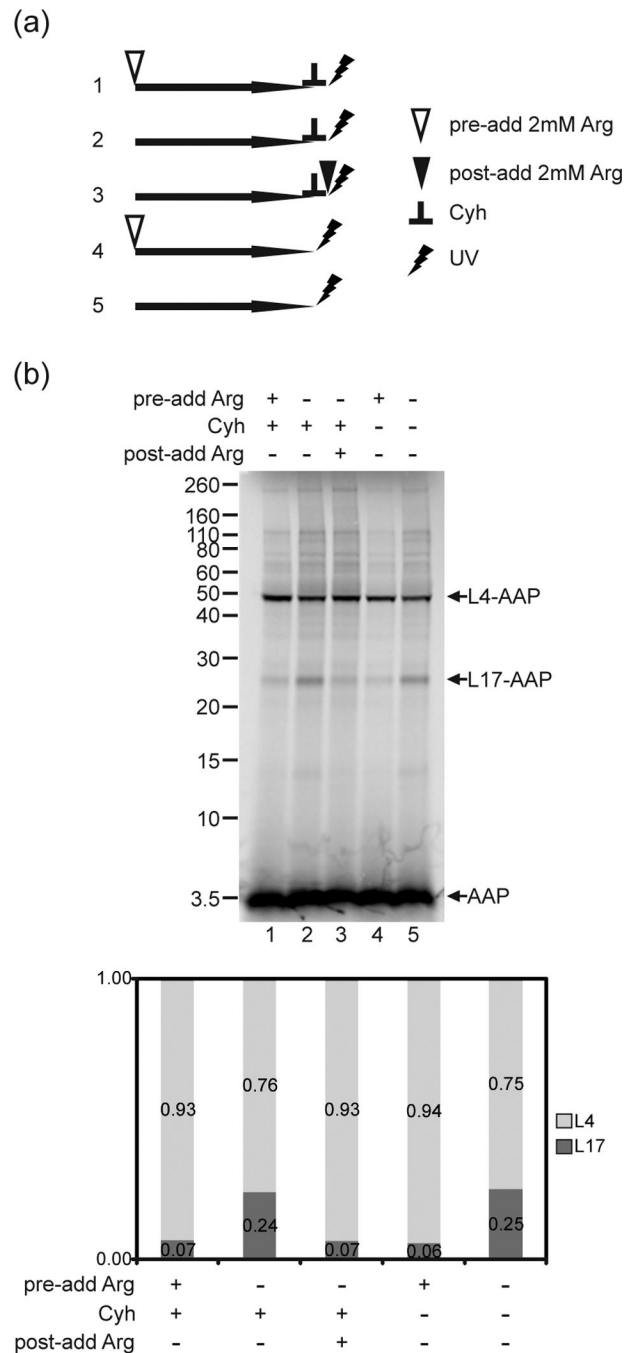 (a)
1
2
3
4
5
pre-add 2mM Arg
post-add 2mM Arg
Cyh
UV
(b)
pre-add Arg + - - + -
Cyh + + + - -
post-add Arg - - + - -
260
160
110
80
60
50
40
30
20
15
10
3.5
L4-AAP
L17-AAP
AAP
1 2 3 4 5
1.00
0.93 0.76 0.93 0.94 0.75
0.07 0.24 0.07 0.06 0.25
0.00
L4
L17
pre-add Arg + - - + -
Cyh + + + - -
post-add Arg - - + - -